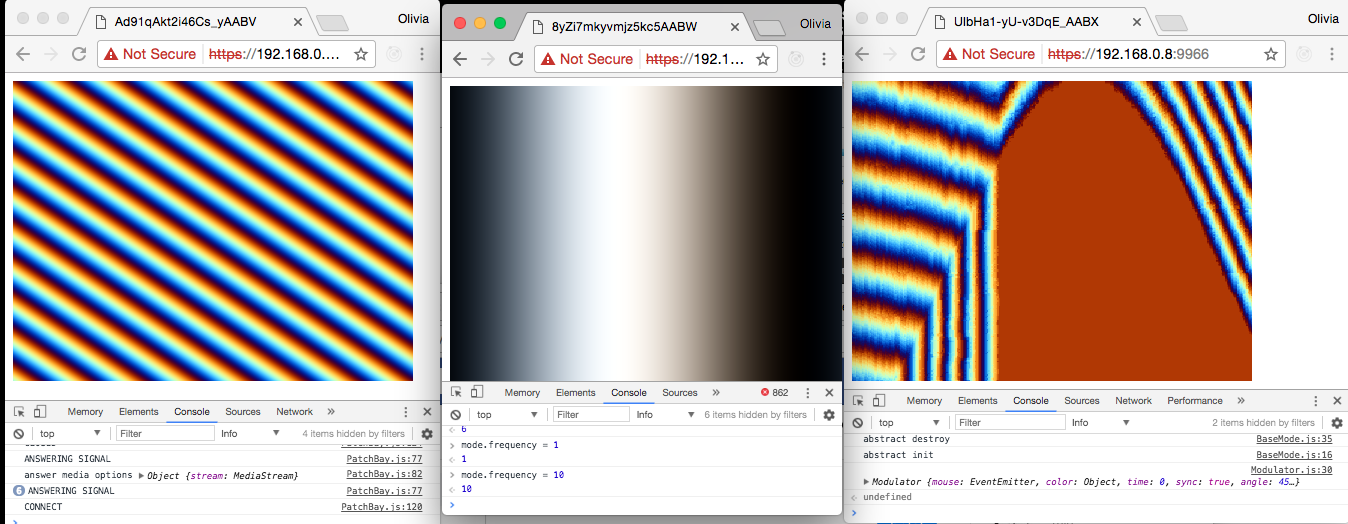 Ad91qAkt2i46Cs_yAABV
Olivia
Not Secure https://192.168.0....
Memory Elements Console Sources Network »
top Filter Info 4 items hidden by filters
PatchBay.js:77
ANSWERING SIGNAL
answer media options Object {stream: MediaStream} PatchBay.js:82
6 ANSWERING SIGNAL PatchBay.js:77
CONNECT PatchBay.js:120
8yZi7mkyvmjz5kc5AABW
Olivia
Not Secure https://192.1...
Memory Elements Console Sources » 862
top Filter Info 6 items hidden by filters
6
mode.frequency = 1
1
mode.frequency = 10
10
UIbHa1-yU-v3DqE_AABX
Olivia
Not Secure https://192.168.0.8:9966
Memory Elements Console Sources Network Performance »
top Filter Info 2 items hidden by filters
abstract destroy BaseMode.js:35
abstract init BaseMode.js:16
Modulator.js:30
Modulator {mouse: EventEmitter, color: Object, time: 0, sync: true, angle: 45…}
undefined